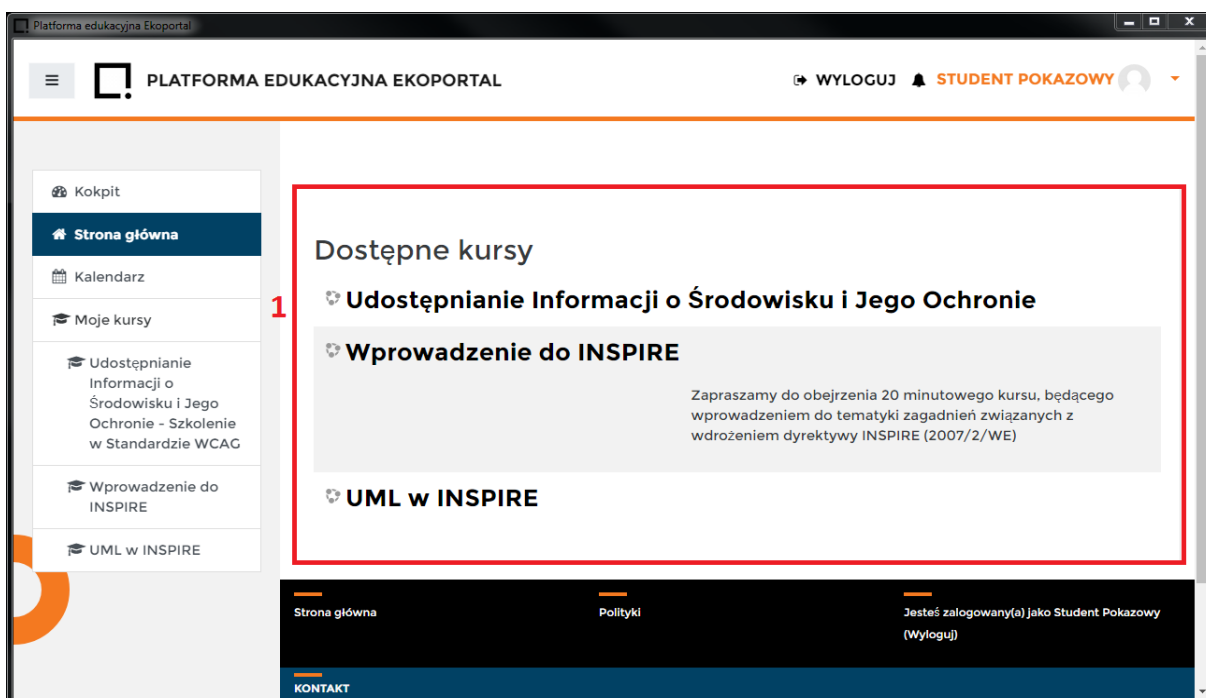 Platforma edukacyjna Ekoportal
PLATFORMA EDUKACYJNA EKOPORTAL
WYLOGUJ
STUDENT POKAZOWY
Kokpit
Strona główna
Kalendarz
Moje kursy
Udostępnianie
Informacji o
Środowisku i Jego
Ochronie - Szkolenie
w Standardzie WCAG
Wprowadzenie do
INSPIRE
UML w INSPIRE
1
Dostępne kursy
Udostępnianie Informacji o Środowisku i Jego Ochronie
Wprowadzenie do INSPIRE
Zapraszamy do obejrzenia 20 minutowego kursu, będącego
wprowadzeniem do tematyki zagadnień związanych z
wdrożeniem dyrektywy INSPIRE (2007/2/WE)
UML w INSPIRE
Strona główna
Polityki
Jesteś zalogowany(a) jako Student Pokazowy
(Wyloguj)
KONTAKT